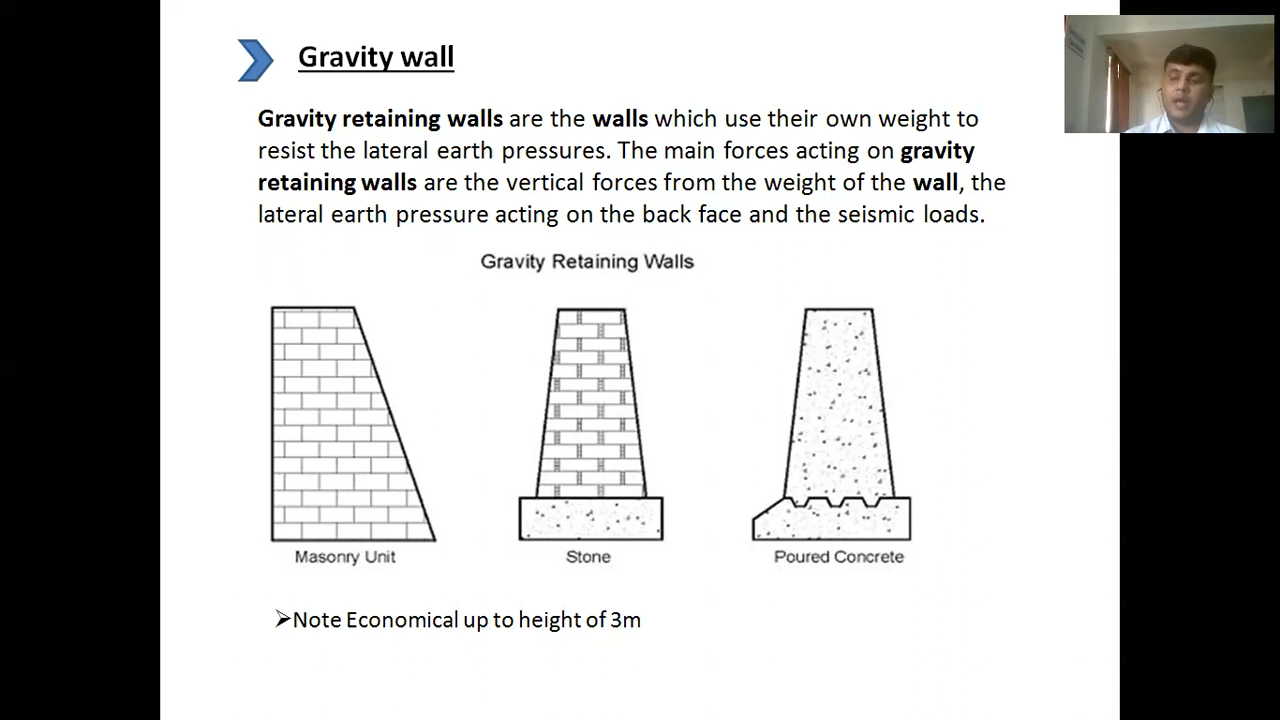 Gravity wall
Gravity retaining walls are the walls which use their own weight to
resist the lateral earth pressures. The main forces acting on gravity
retaining walls are the vertical forces from the weight of the wall, the
lateral earth pressure acting on the back face and the seismic loads.
Gravity Retaining Walls
Masonry Unit
Stone
Poured Concrete
➢Note Economical up to height of 3m